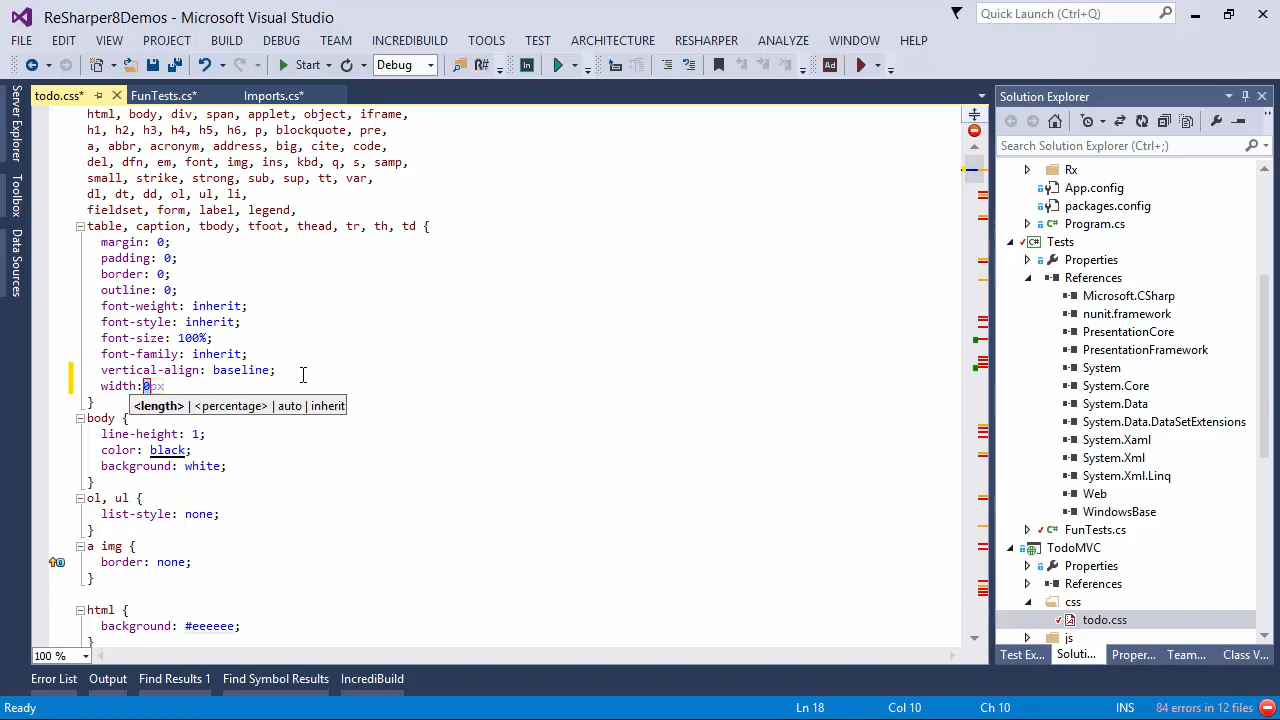 ReSharper8Demos - Microsoft Visual Studio
Quick Launch (Ctrl+Q)
FILE EDIT VIEW PROJECT BUILD DEBUG TEAM INCREDIBUILD TOOLS TEST ARCHITECTURE RESHARPER ANALYZE WINDOW HELP
Start Debug R# Ad
todo.css* FunTests.cs* Imports.cs*
Server Explorer
Toolbox
Data Sources
html, body, div, span, applet, object, iframe,
h1, h2, h3, h4, h5, h6, p, blockquote, pre,
a, abbr, acronym, address, big, cite, code,
del, dfn, em, font, img, ins, kbd, q, s, samp,
small, strike, strong, sub, sup, tt, var,
dl, dt, dd, ol, ul, li,
fieldset, form, label, legend,
table, caption, tbody, tfoot, thead, tr, th, td {
margin: 0;
padding: 0;
border: 0;
outline: 0;
font-weight: inherit;
font-style: inherit;
font-size: 100%;
font-family: inherit;
vertical-align: baseline;
width:0px
<length> | <percentage> | auto | inherit
}
body {
line-height: 1;
color: black;
background: white;
}
ol, ul {
list-style: none;
}
a img {
border: none;
}
html {
background: #eeeeee;
}
100 %
Solution Explorer
Search Solution Explorer (Ctrl+;)
Rx
App.config
packages.config
Program.cs
Tests
Properties
References
Microsoft.CSharp
nunit.framework
PresentationCore
PresentationFramework
System
System.Core
System.Data
System.Data.DataSetExtensions
System.Xaml
System.Xml
System.Xml.Linq
Web
WindowsBase
FunTests.cs
TodoMVC
Properties
References
css
todo.css
js
Test Ex... Soluti... Proper... Team... Class V...
Error List Output Find Results 1 Find Symbol Results IncrediBuild
Ready Ln 18 Col 10 Ch 10 INS 84 errors in 12 files